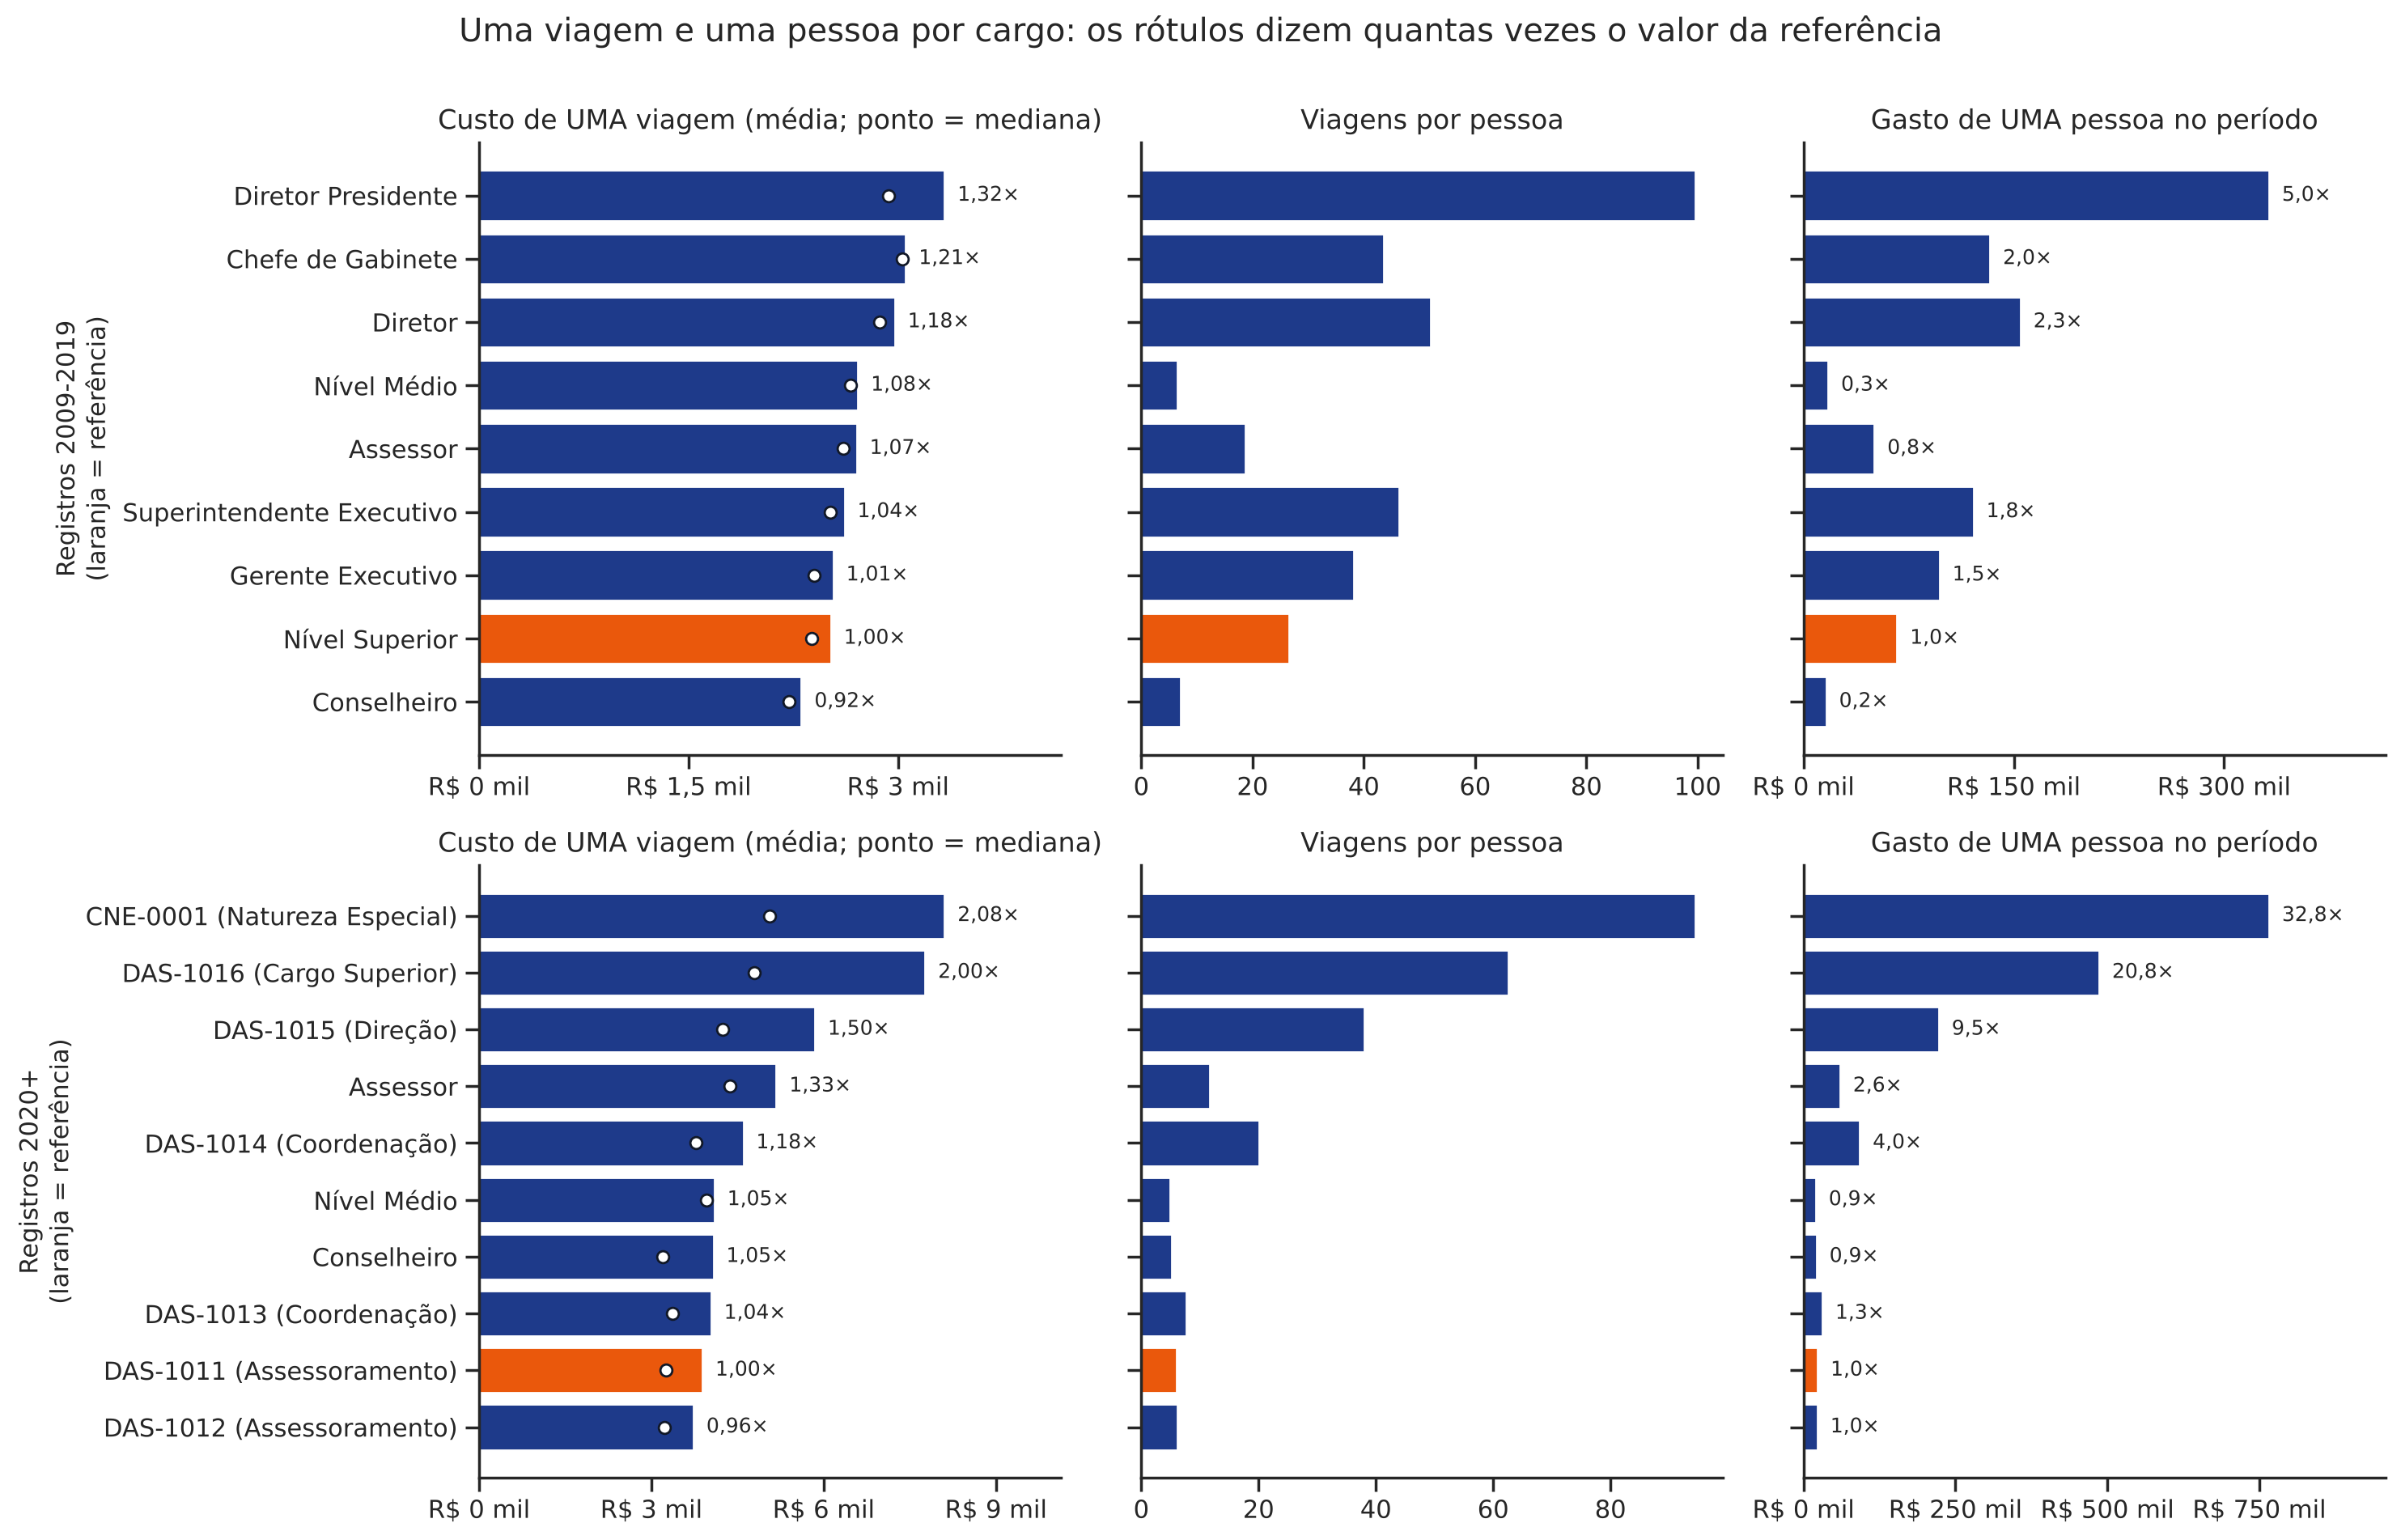 Uma viagem e uma pessoa por cargo: os rótulos dizem quantas vezes o valor da referência
Custo de UMA viagem (média; ponto = mediana)
Viagens por pessoa
Gasto de UMA pessoa no período
Registros 2009-2019
(laranja = referência)
Diretor Presidente
1,32×
5,0×
Chefe de Gabinete
1,21×
2,0×
Diretor
1,18×
2,3×
Nível Médio
1,08×
0,3×
Assessor
1,07×
0,8×
Superintendente Executivo
1,04×
1,8×
Gerente Executivo
1,01×
1,5×
Nível Superior
1,00×
1,0×
Conselheiro
0,92×
0,2×
R$ 0 mil
R$ 1,5 mil
R$ 3 mil
0
20
40
60
80
100
R$ 0 mil
R$ 150 mil
R$ 300 mil
Custo de UMA viagem (média; ponto = mediana)
Viagens por pessoa
Gasto de UMA pessoa no período
Registros 2020+
(laranja = referência)
CNE-0001 (Natureza Especial)
2,08×
32,8×
DAS-1016 (Cargo Superior)
2,00×
20,8×
DAS-1015 (Direção)
1,50×
9,5×
Assessor
1,33×
2,6×
DAS-1014 (Coordenação)
1,18×
4,0×
Nível Médio
1,05×
0,9×
Conselheiro
1,05×
0,9×
DAS-1013 (Coordenação)
1,04×
1,3×
DAS-1011 (Assessoramento)
1,00×
1,0×
DAS-1012 (Assessoramento)
0,96×
1,0×
R$ 0 mil
R$ 3 mil
R$ 6 mil
R$ 9 mil
0
20
40
60
80
R$ 0 mil
R$ 250 mil
R$ 500 mil
R$ 750 mil